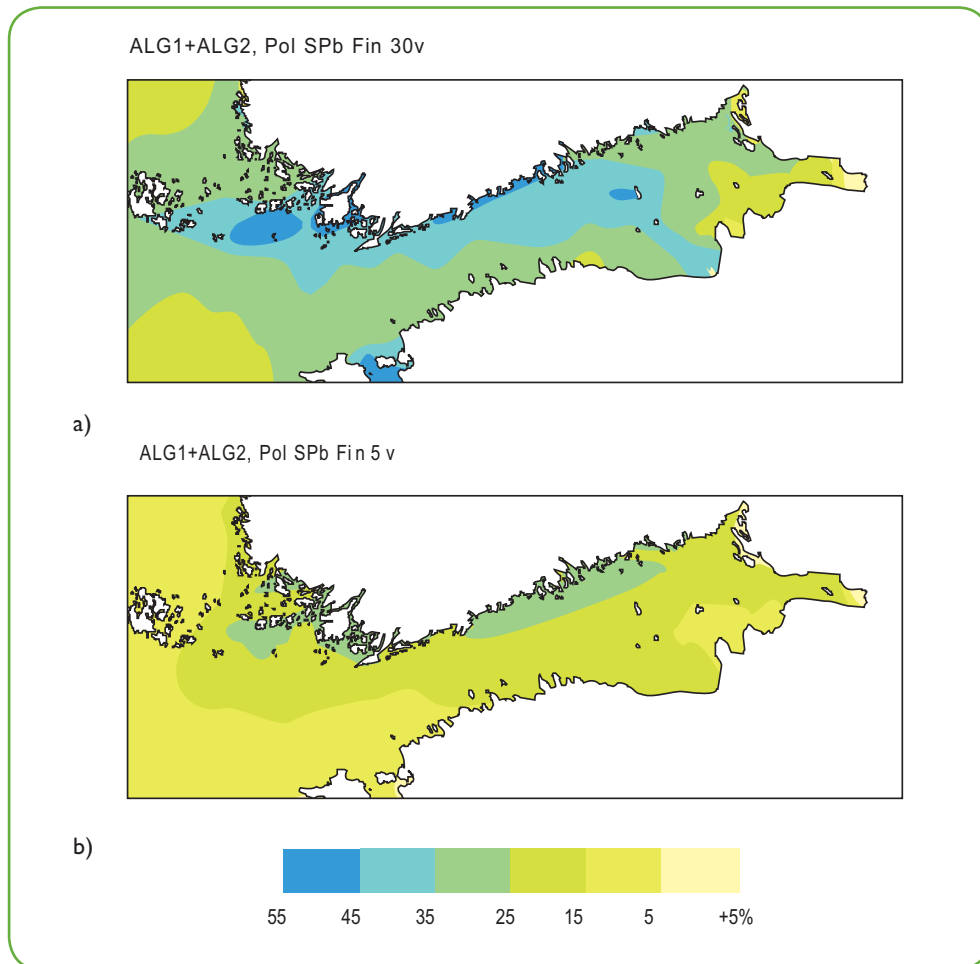 ALG1+ALG2, Pol SPb Fin 30v
a)
ALG1+ALG2, Pol SPb Fin 5 v
b)
55 45 35 25 15 5 +5%